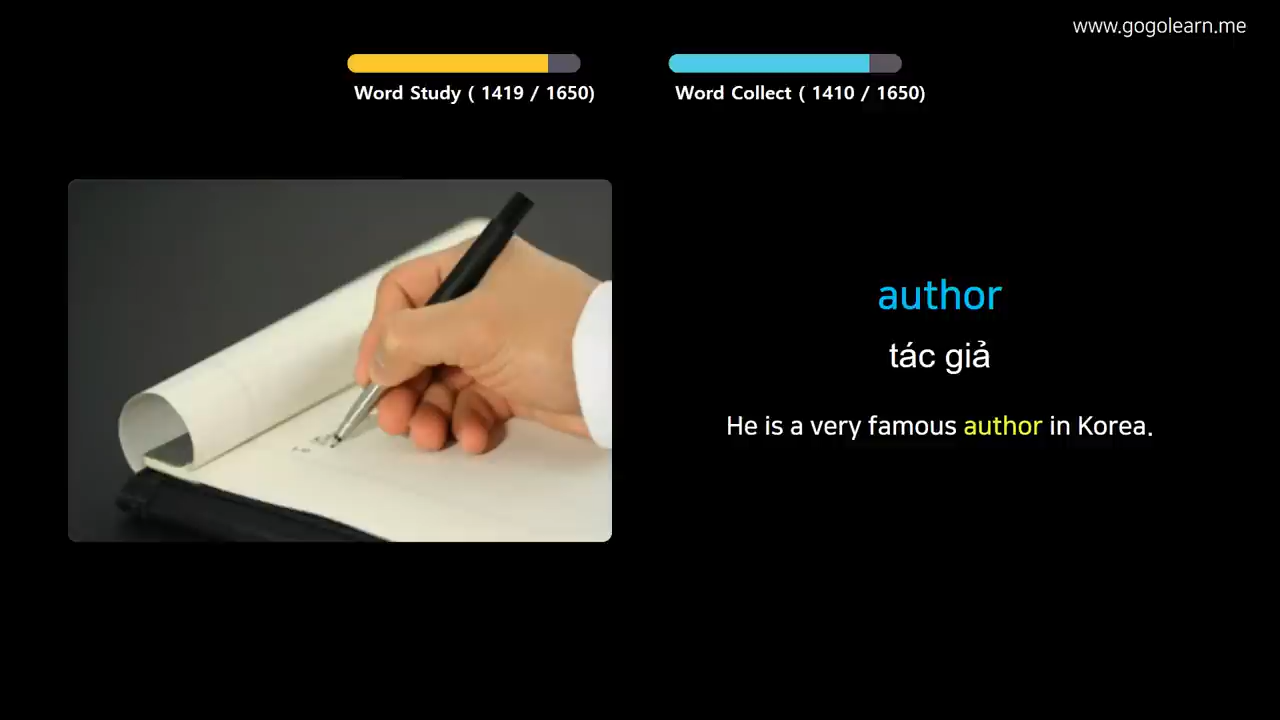 www.gogolearn.me
Word Study ( 1419 / 1650)
Word Collect ( 1410 / 1650)
author
tác giả
He is a very famous author in Korea.